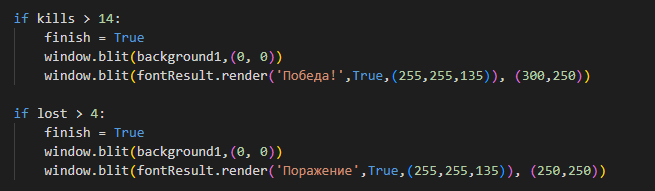 if kills > 14:
    finish = True
    window.blit(background1,(0, 0))
    window.blit(fontResult.render('Победа!',True,(255,255,135)), (300,250))

if lost > 4:
    finish = True
    window.blit(background1,(0, 0))
    window.blit(fontResult.render('Поражение',True,(255,255,135)), (250,250))